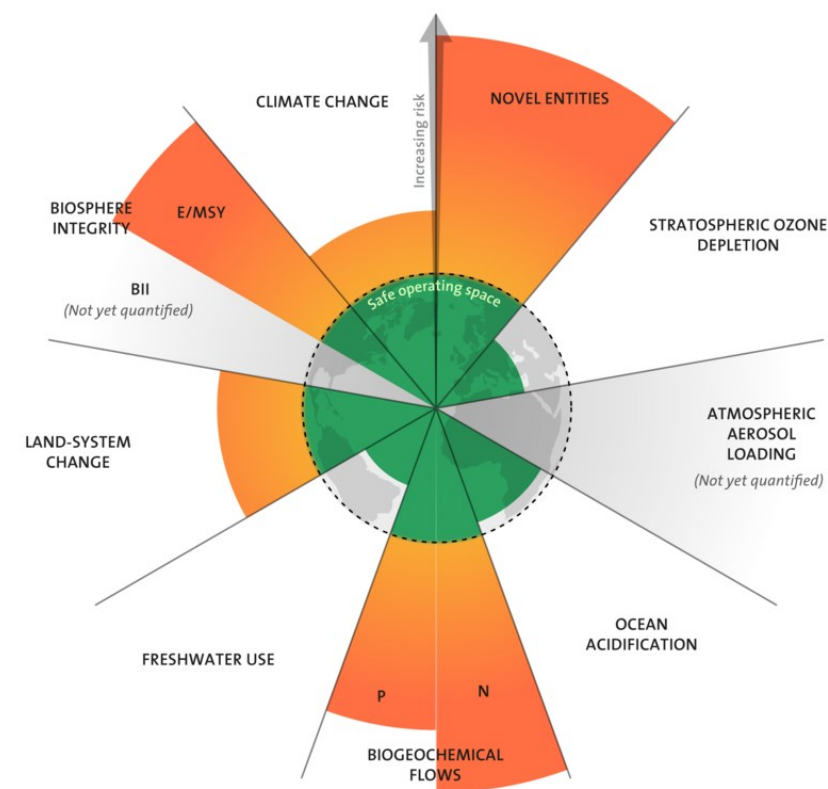 CLIMATE CHANGE
Increasing risk
NOVEL ENTITIES
BIOSPHERE
INTEGRITY
E/MSY
STRATOSPHERIC OZONE
DEPLETION
BII
(Not yet quantified)
Safe operating space
ATMOSPHERIC
AEROSOL
LOADING
(Not yet quantified)
LAND-SYSTEM
CHANGE
OCEAN
ACIDIFICATION
FRESHWATER USE
P
N
BIOGEOCHEMICAL
FLOWS